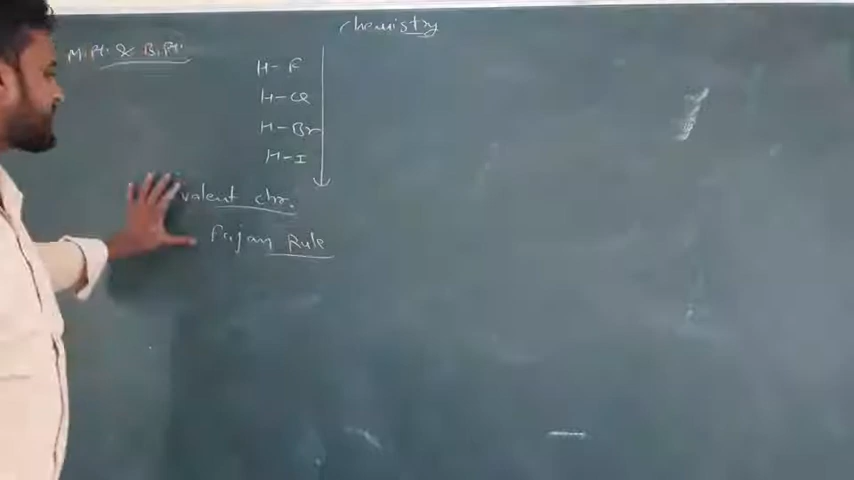 chemistry
M.Pt. & B.Pt.
H-F
H-Cl
H-Br
H-I
valent chr.
Fajan Rule